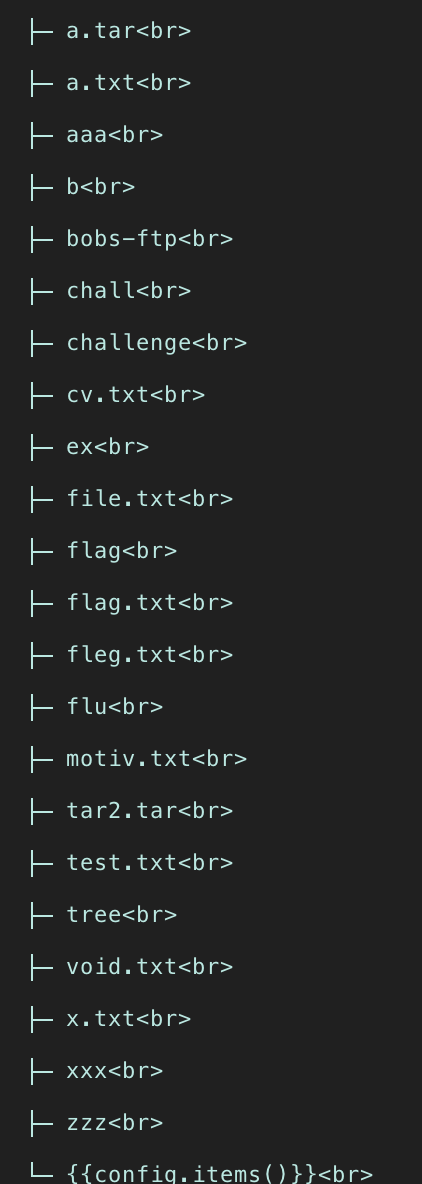 ├─ a.tar<br>
├─ a.txt<br>
├─ aaa<br>
├─ b<br>
├─ bobs-ftp<br>
├─ chall<br>
├─ challenge<br>
├─ cv.txt<br>
├─ ex<br>
├─ file.txt<br>
├─ flag<br>
├─ flag.txt<br>
├─ fleg.txt<br>
├─ flu<br>
├─ motiv.txt<br>
├─ tar2.tar<br>
├─ test.txt<br>
├─ tree<br>
├─ void.txt<br>
├─ x.txt<br>
├─ xxx<br>
├─ zzz<br>
└─ {{config.items()}}<br>